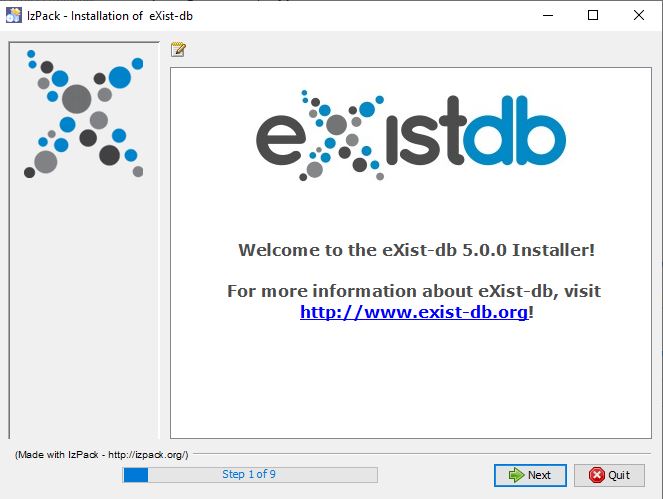 IzPack - Installation of eXist-db
eXistdb
Welcome to the eXist-db 5.0.0 Installer!
For more information about eXist-db, visit
http://www.exist-db.org!
(Made with IzPack - http://izpack.org/)
Step 1 of 9
Next
Quit